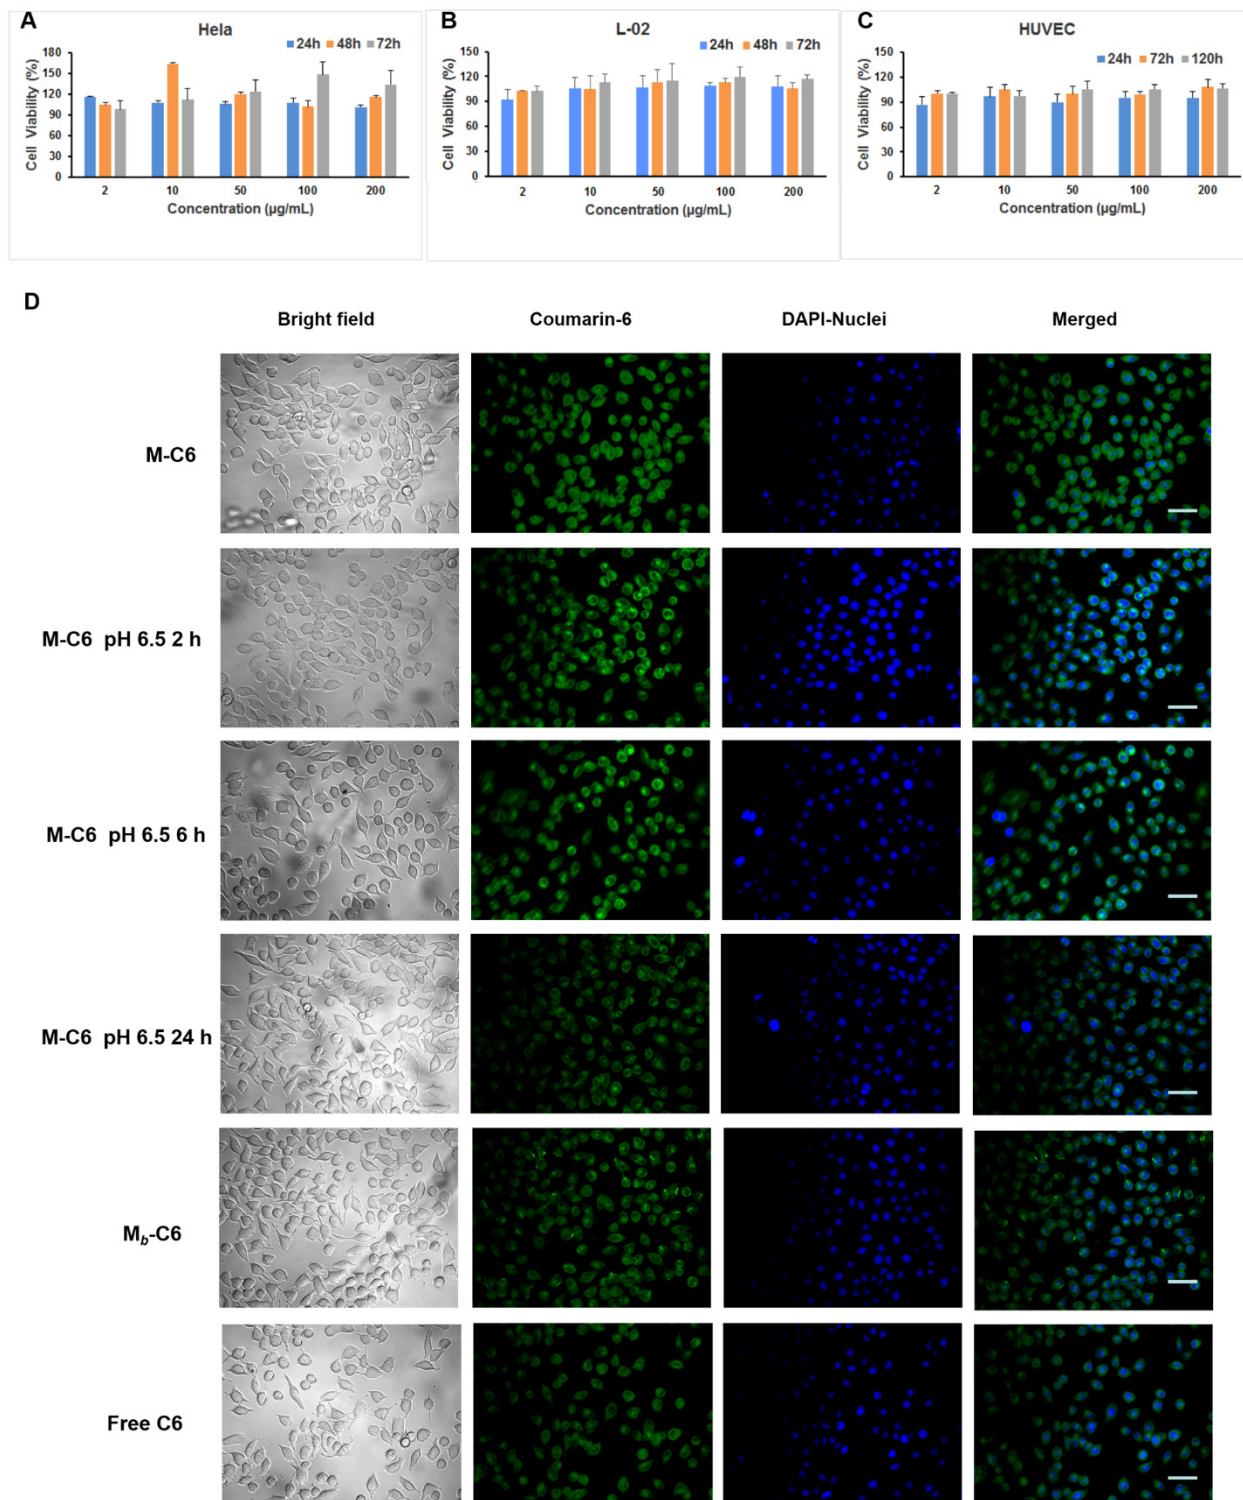 A
Hela
24h 48h 72h
Cell Viability (%)
180
150
120
90
60
30
0
2 10 50 100 200
Concentration (µg/mL)
B
L-02
24h 48h 72h
Cell Viability (%)
150
120
90
60
30
0
2 10 50 100 200
Concentration (µg/mL)
C
HUVEC
24h 72h 120h
Cell Viability (%)
150
120
90
60
30
0
2 10 50 100 200
Concentration (µg/mL)
D
Bright field Coumarin-6 DAPI-Nuclei Merged
M-C6
M-C6 pH 6.5 2 h
M-C6 pH 6.5 6 h
M-C6 pH 6.5 24 h
Mb-C6
Free C6